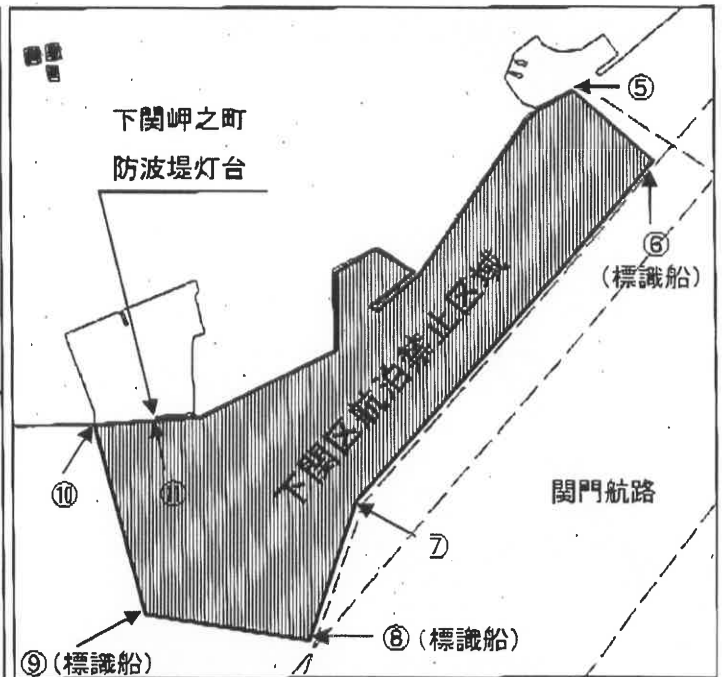 下関岬之町
防波堤灯台
⑤
⑥
(標識船)
下関区航泊禁止区域
関門航路
⑩
⑪
⑦
⑧(標識船)
⑨(標識船)